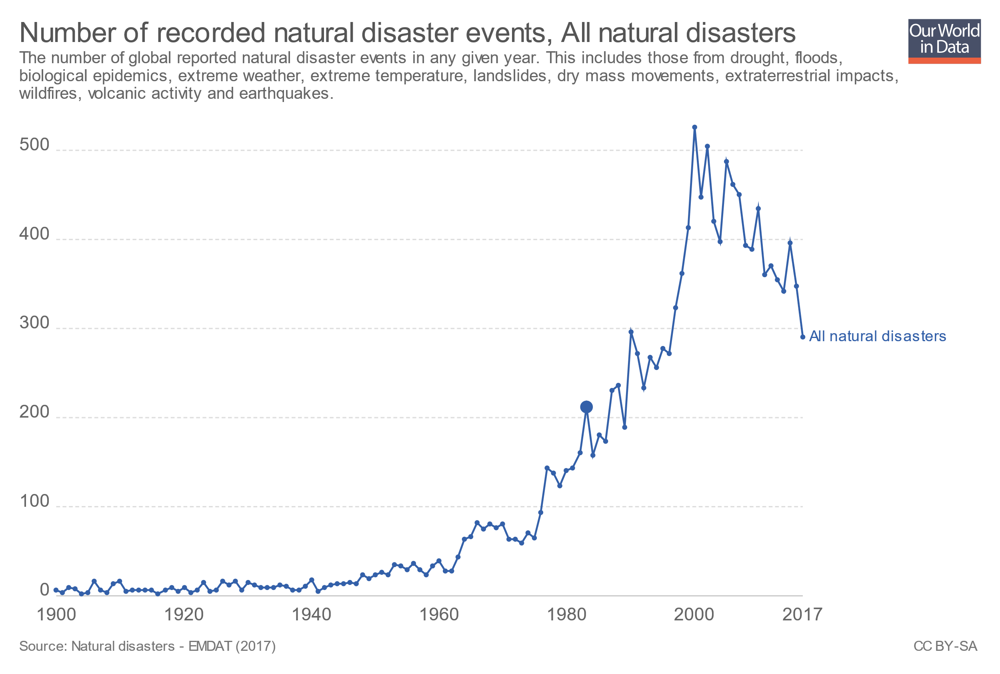 Number of recorded natural disaster events, All natural disasters
Our World
in Data
The number of global reported natural disaster events in any given year. This includes those from drought, floods,
biological epidemics, extreme weather, extreme temperature, landslides, dry mass movements, extraterrestrial impacts,
wildfires, volcanic activity and earthquakes.
500
400
300
200
100
0
All natural disasters
1900 1920 1940 1960 1980 2000 2017
Source: Natural disasters - EMDAT (2017)
CC BY-SA